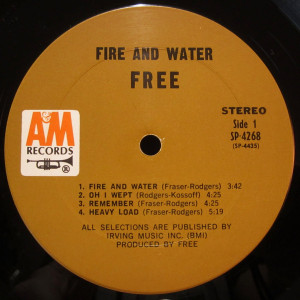 FIRE AND WATER
FREE
STEREO
Side 1
SP-4268
(SP-4435)
A&M
RECORDS
®
1. FIRE AND WATER (Fraser-Rodgers) 3:42
2. OH I WEPT (Rodgers-Kossoff) 4:25
3. REMEMBER (Fraser-Rodgers) 4:25
4. HEAVY LOAD (Fraser-Rodgers) 5:19
ALL SELECTIONS ARE PUBLISHED BY
IRVING MUSIC INC. (BMI)
PRODUCED BY FREE